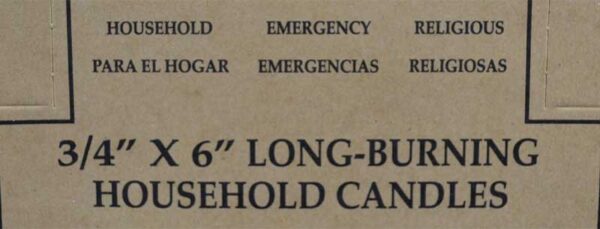 HOUSEHOLD EMERGENCY RELIGIOUS
PARA EL HOGAR EMERGENCIAS RELIGIOSAS
3/4" X 6" LONG-BURNING
HOUSEHOLD CANDLES